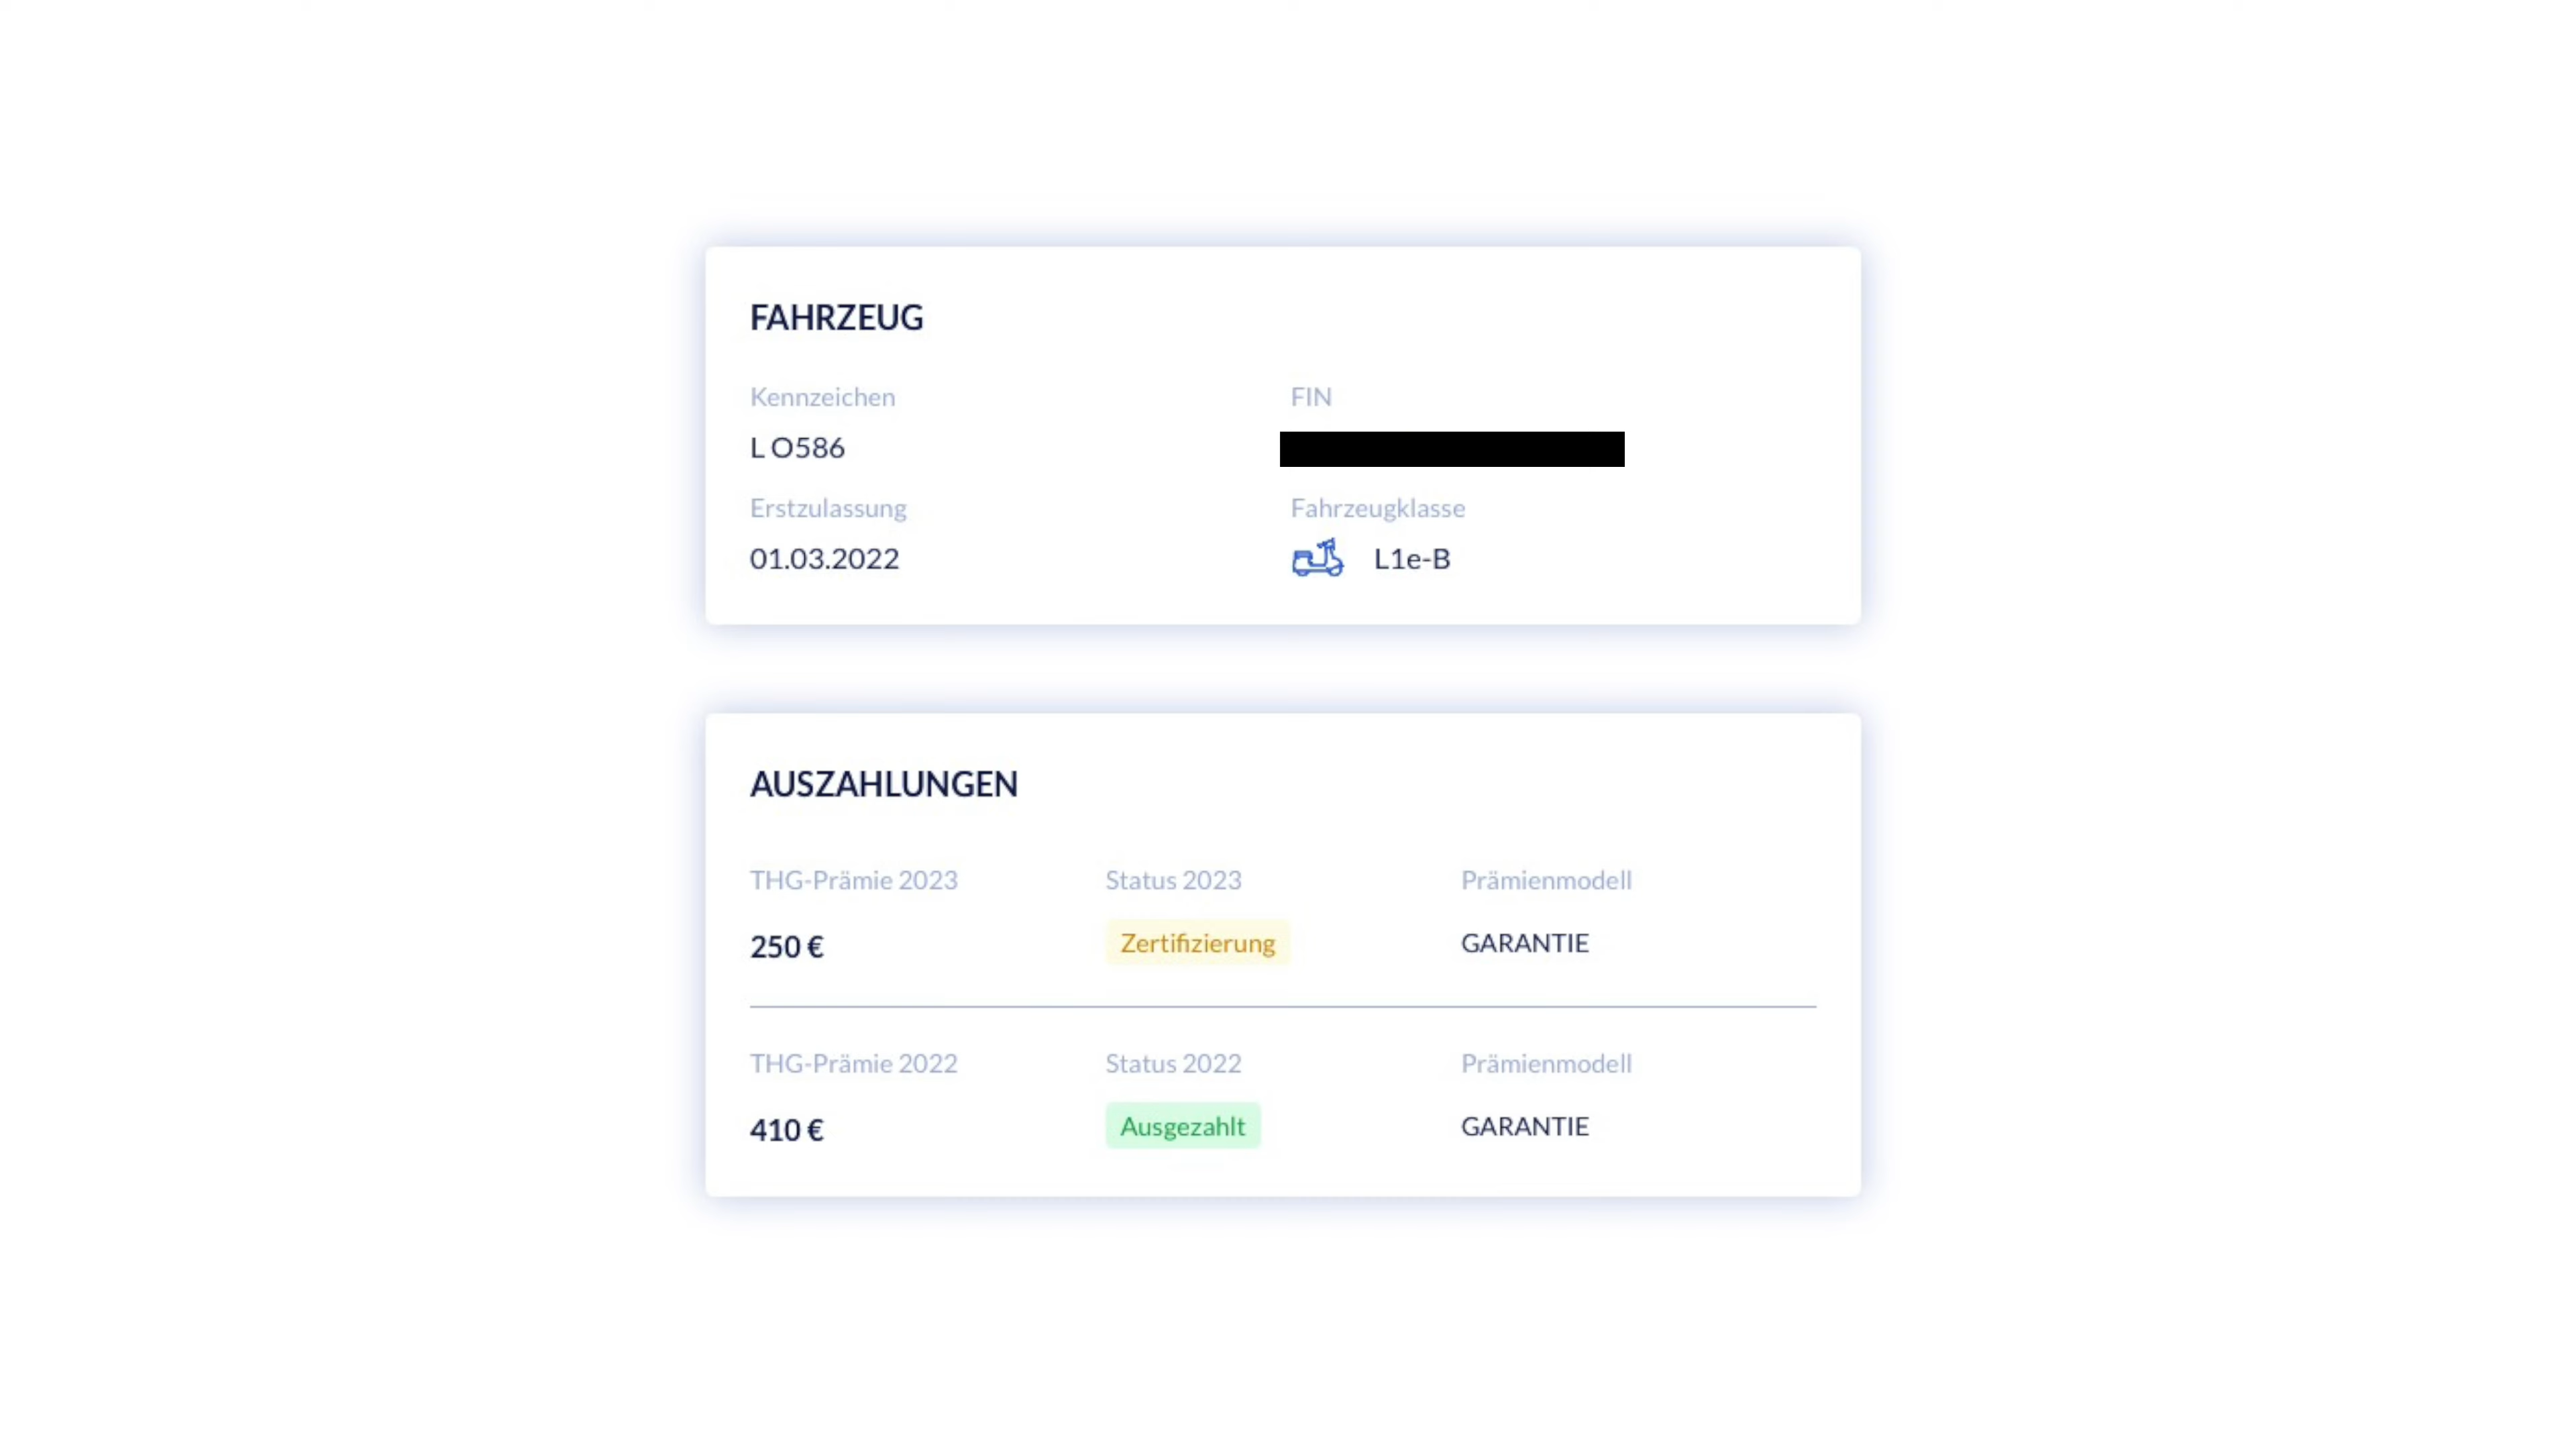 FAHRZEUG
Kennzeichen FIN
L O586
Erstzulassung Fahrzeugklasse
01.03.2022 L1e-B
AUSZAHLUNGEN
THG-Prämie 2023 Status 2023 Prämienmodell
250 € Zertifizierung GARANTIE
THG-Prämie 2022 Status 2022 Prämienmodell
410 € Ausgezahlt GARANTIE